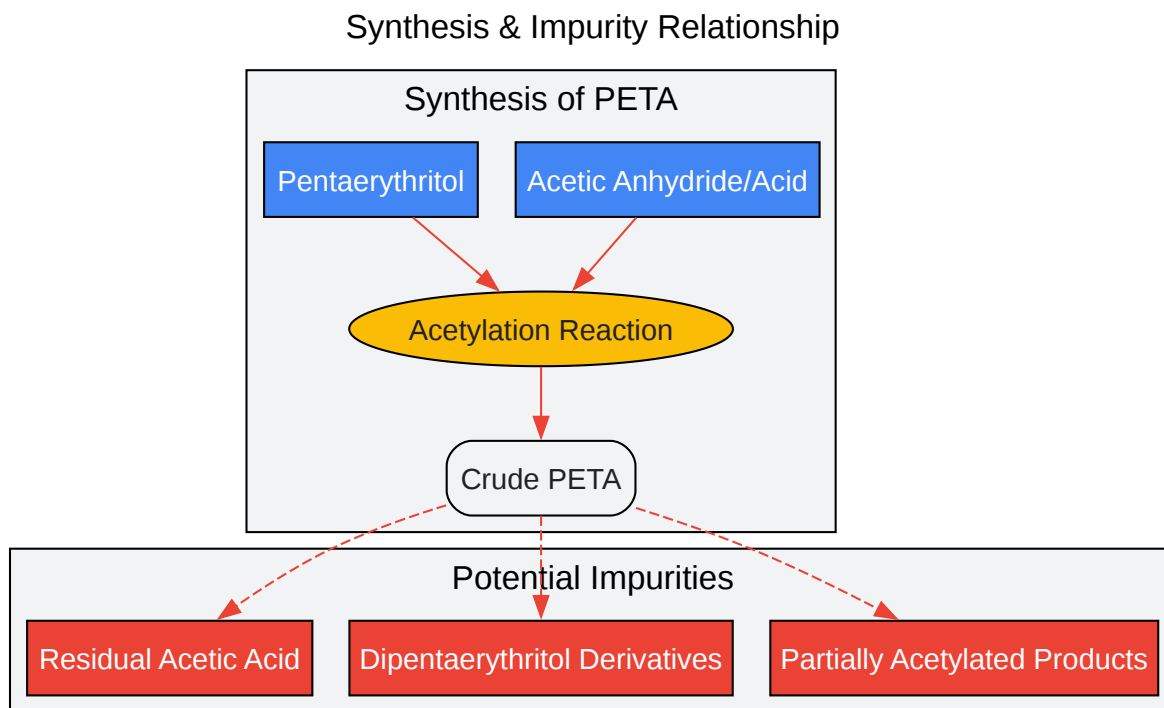 Synthesis & Impurity Relationship
Synthesis of PETA
Pentaerythritol
Acetic Anhydride/Acid
Acetylation Reaction
Crude PETA
Potential Impurities
Residual Acetic Acid
Dipentaerythritol Derivatives
Partially Acetylated Products